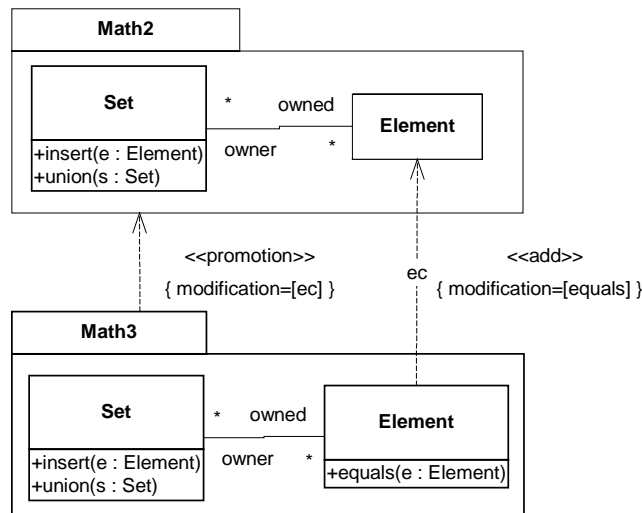 Math2
Set
* owned
Element
owner *
+insert(e : Element)
+union(s : Set)
<<promotion>>
{ modification=[ec] }
ec
<<add>>
{ modification=[equals] }
Math3
Set
* owned
Element
owner *
+insert(e : Element)
+union(s : Set)
+equals(e : Element)